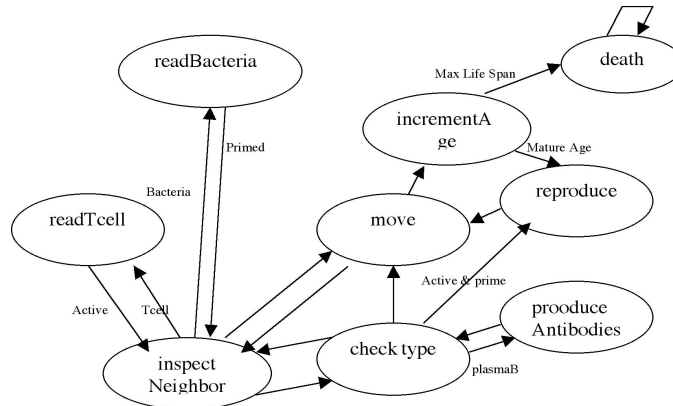 readBacteria
death
Max Life Span
incrementA
ge
Primed
Mature Age
Bacteria
reproduce
readTcell
move
Active & prime
Active
Tcell
prooduce
Antibodies
check type
inspect
Neighbor
plasmaB